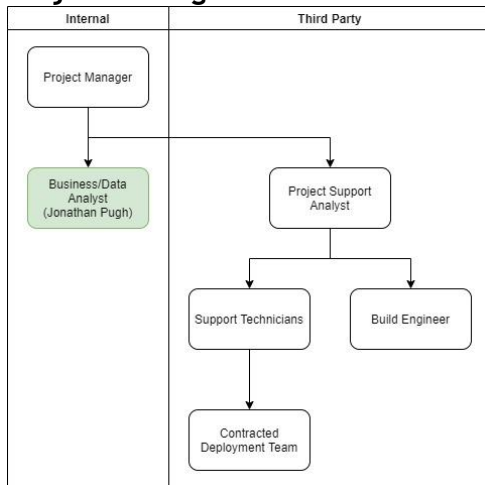 Internal
Third Party
Project Manager
Business/Data
Analyst
(Jonathan Pugh)
Project Support
Analyst
Support Technicians
Build Engineer
Contracted
Deployment Team